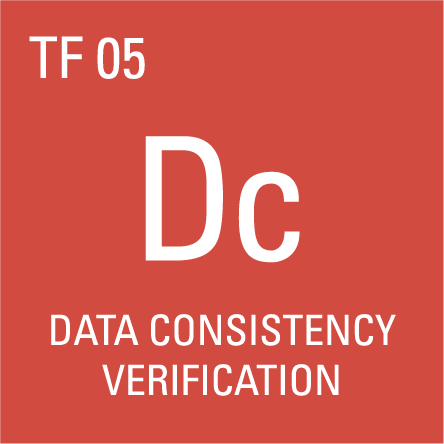 TF 05
Dc
DATA CONSISTENCY
VERIFICATION